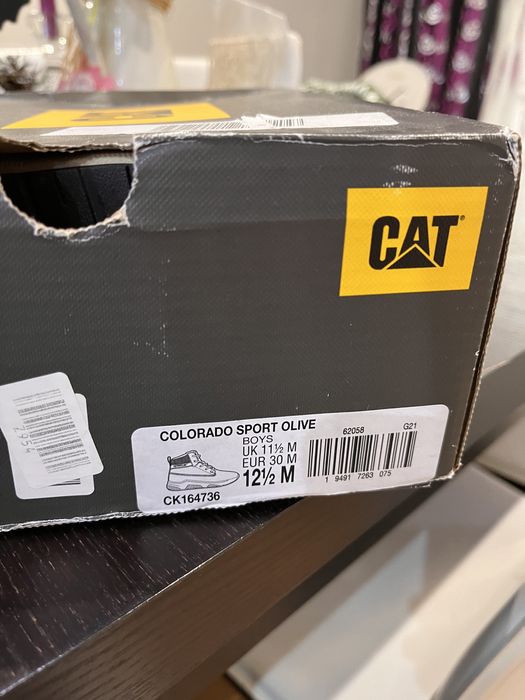 CAT®
COLORADO SPORT OLIVE
BOYS
UK 11½ M
EUR 30 M
12½ M
CK164736
62058 G21
1 9491 7263 075